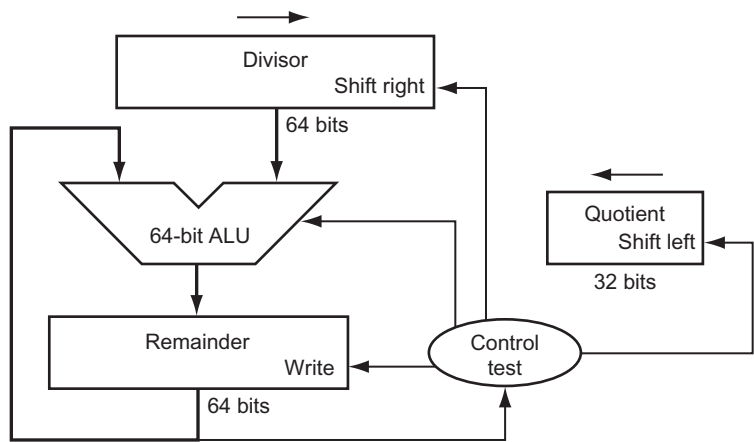 Divisor
Shift right
64 bits
64-bit ALU
Quotient
Shift left
32 bits
Remainder
Write
Control
test
64 bits